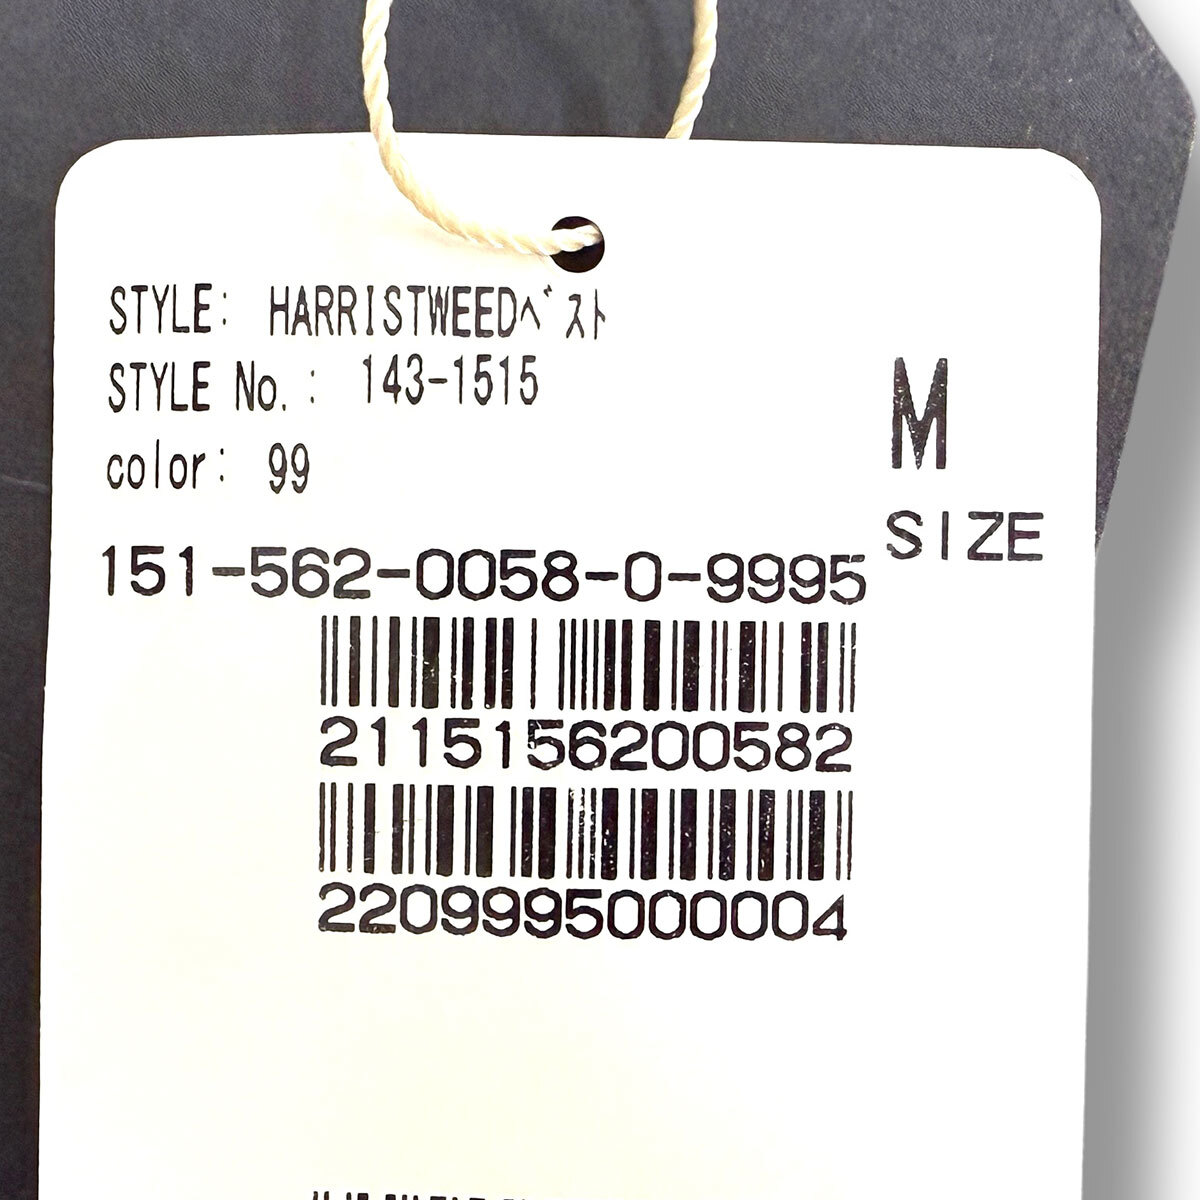 STYLE: HARRISTWEEDベスト
STYLE No.: 143-1515
color: 99
M
SIZE
151-562-0058-0-9995
2115156200582
2209995000004